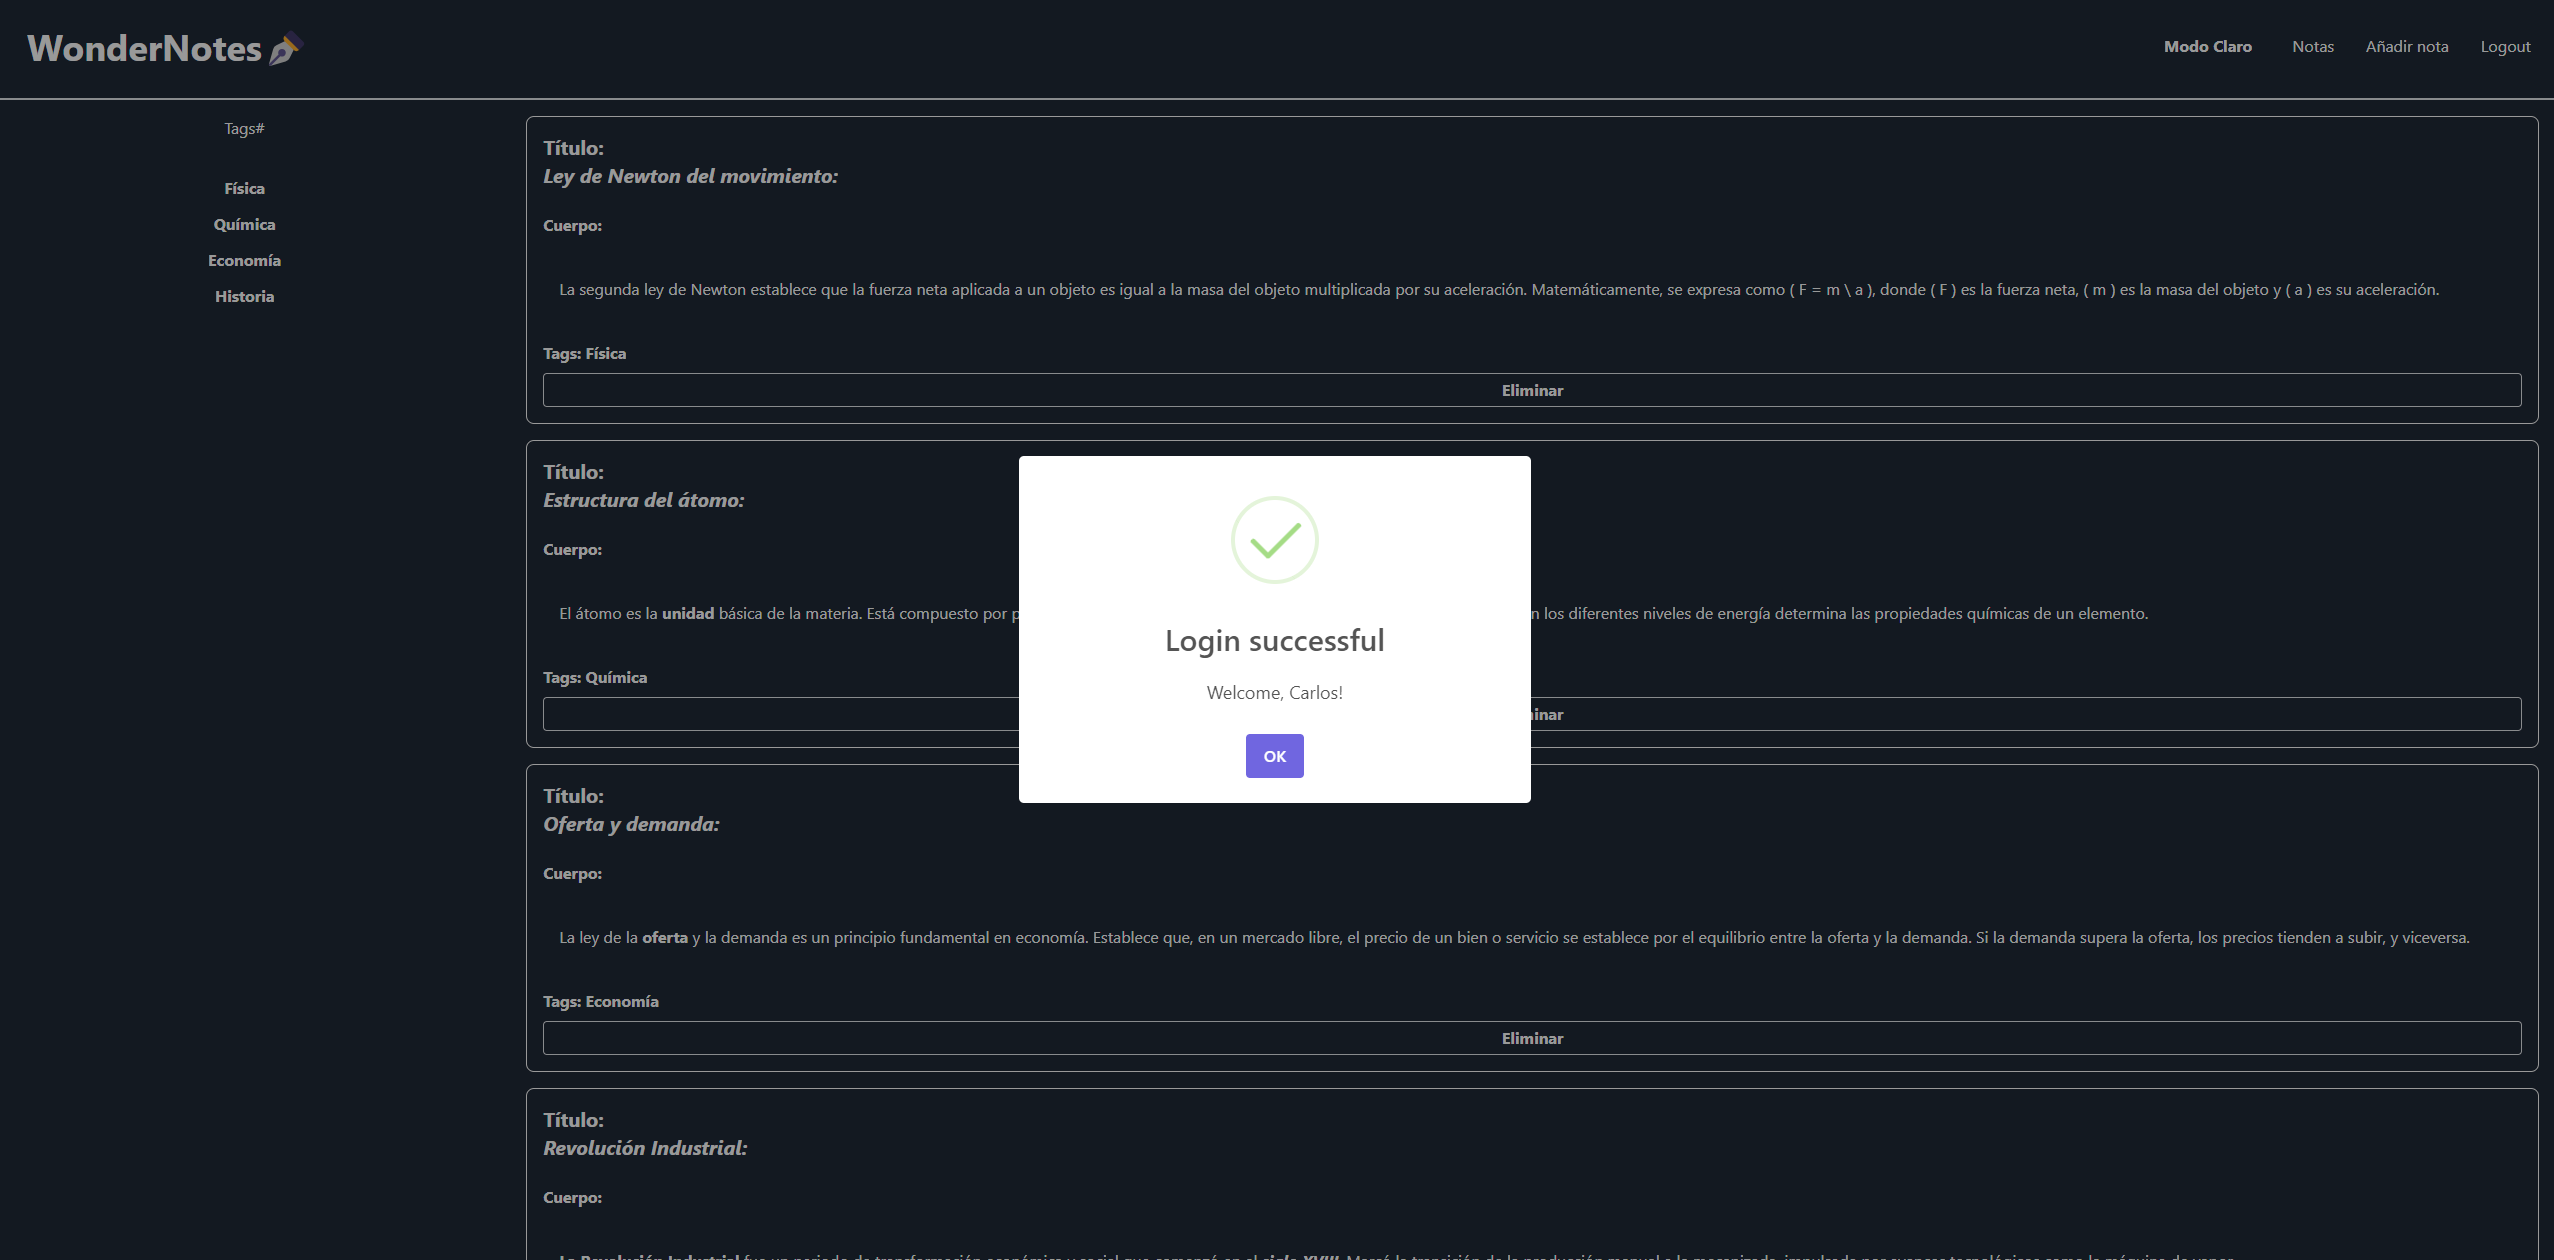 WonderNotes
Modo Claro
Notas
Añadir nota
Logout
Tags#
Física
Química
Economía
Historia
Título:
Ley de Newton del movimiento:
Cuerpo:
La segunda ley de Newton establece que la fuerza neta aplicada a un objeto es igual a la masa del objeto multiplicada por su aceleración. Matemáticamente, se expresa como ( F = m \ a ), donde ( F ) es la fuerza neta, ( m ) es la masa del objeto y ( a ) es su aceleración.
Tags: Física
Eliminar
Título:
Estructura del átomo:
Cuerpo:
El átomo es la unidad básica de la materia. Está compuesto por
los diferentes niveles de energía determina las propiedades químicas de un elemento.
Tags: Química
Login successful
Welcome, Carlos!
OK
Título:
Oferta y demanda:
Cuerpo:
La ley de la oferta y la demanda es un principio fundamental en economía. Establece que, en un mercado libre, el precio de un bien o servicio se establece por el equilibrio entre la oferta y la demanda. Si la demanda supera la oferta, los precios tienden a subir, y viceversa.
Tags: Economía
Eliminar
Título:
Revolución Industrial:
Cuerpo: